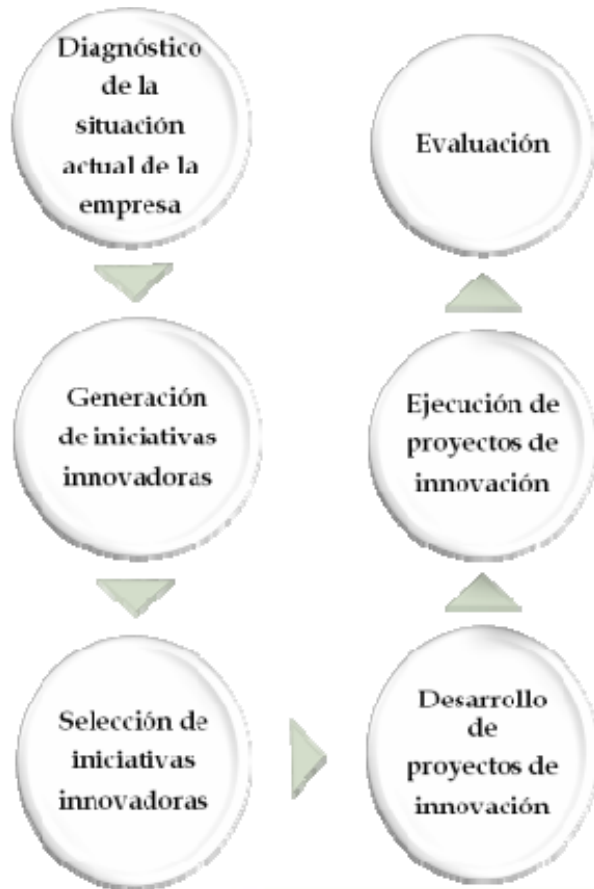 Diagnóstico
de la
situación
actual de la
empresa
Generación
de iniciativas
innovadoras
Selección de
iniciativas
innovadoras
Desarrollo
de
proyectos de
innovación
Ejecución de
proyectos de
innovación
Evaluación